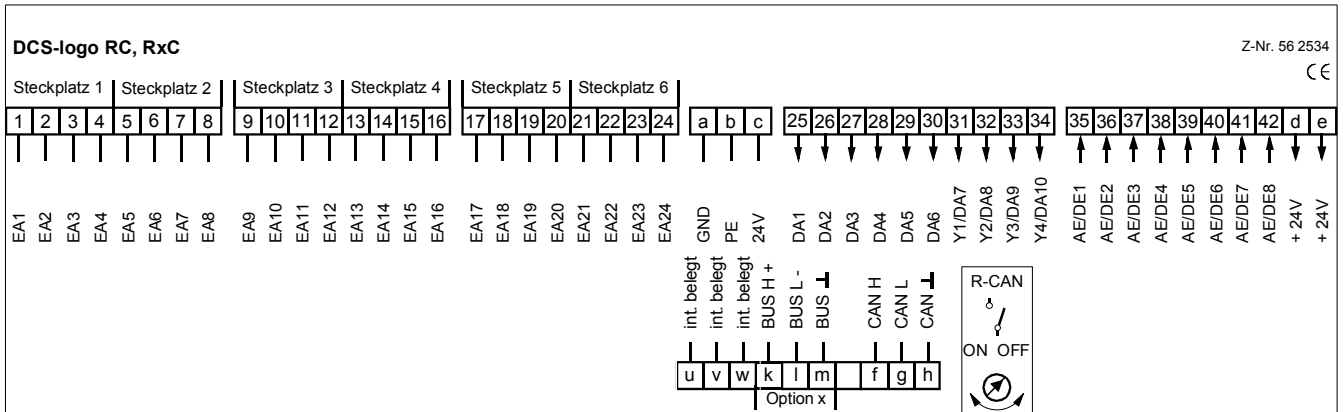 DCS-logo RC, RxC
Z-Nr. 56 2534
CE
Steckplatz 1 Steckplatz 2 Steckplatz 3 Steckplatz 4 Steckplatz 5 Steckplatz 6
1 2 3 4 5 6 7 8 9 10 11 12 13 14 15 16 17 18 19 20 21 22 23 24 a b c 25 26 27 28 29 30 31 32 33 34 35 36 37 38 39 40 41 42 d e
EA1 EA2 EA3 EA4 EA5 EA6 EA7 EA8 EA9 EA10 EA11 EA12 EA13 EA14 EA15 EA16 EA17 EA18 EA19 EA20 EA21 EA22 EA23 EA24 GND PE 24V DA1 DA2 DA3 DA4 DA5 DA6 Y1/DA7 Y2/DA8 Y3/DA9 Y4/DA10 AE/DE1 AE/DE2 AE/DE3 AE/DE4 AE/DE5 AE/DE6 AE/DE7 AE/DE8 + 24V + 24V
int. belegt int. belegt int. belegt BUS H + BUS L - BUS CAN H CAN L CAN
R-CAN
ON OFF
u v w k l m f g h
Option x